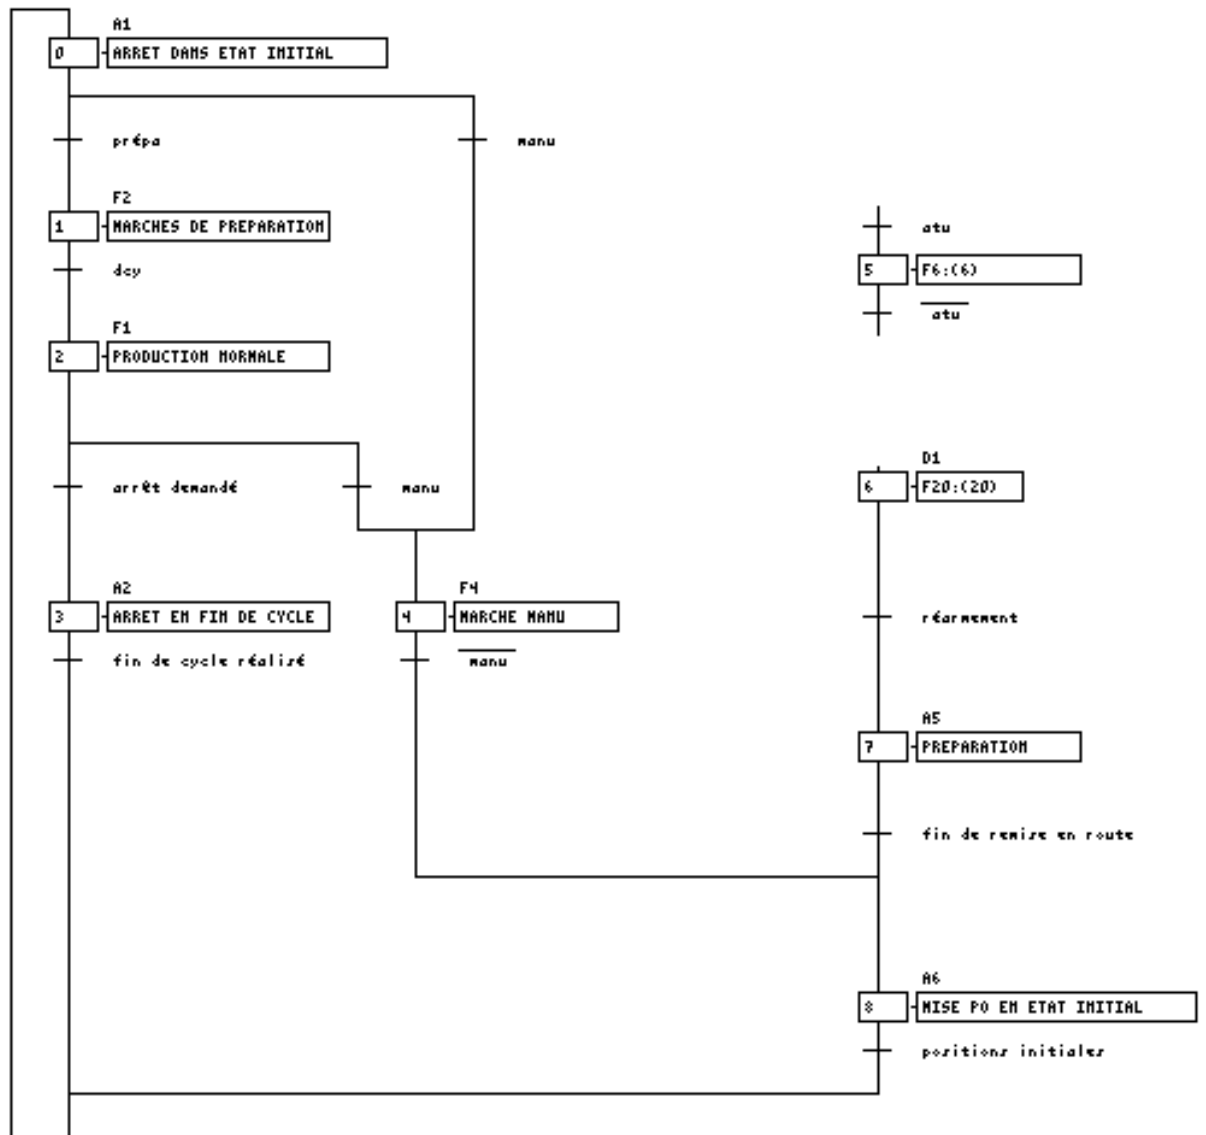 A1
0 ARRET DANS ETAT INITIAL
prépa manu
F2
1 MARCHES DE PREPARATION
atu
dcy
5 F6:(6)
atu
F1
2 PRODUCTION NORMALE
D1
arrêt demandé manu
6 F20:(20)
A2 F4
3 ARRET EN FIN DE CYCLE 4 MARCHE MANU
réarmement
fin de cycle réalisé manu
A5
7 PREPARATION
fin de remise en route
A6
8 MISE PO EN ETAT INITIAL
positions initiales